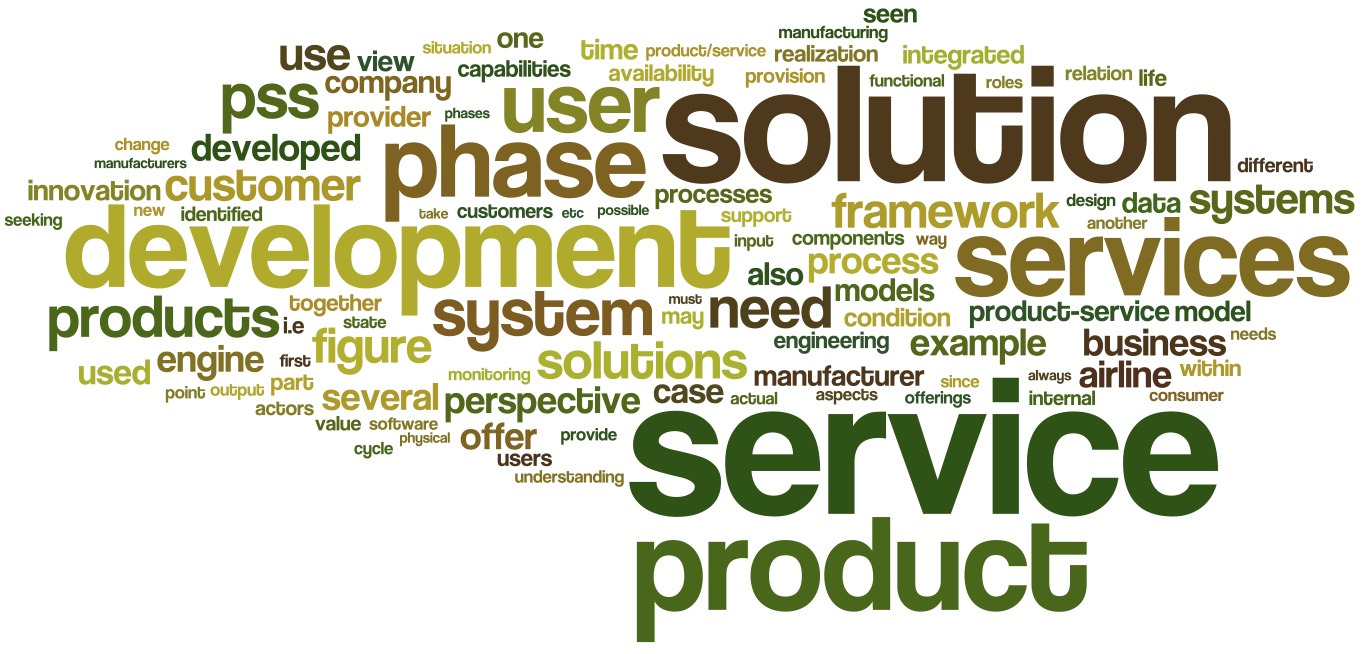 seen
manufacturing
use view situation one time product/service realization integrated
company capabilities availability provision functional roles relation life
pss provider phases user solution
change developed phase different
manufacturers
innovation customer processes framework design data systems
seeking new identified take customers etc possible support another
development input components way services
also process
products together i.e state system must may need models condition product-service model
figure engineering example business needs
used engine first solutions
monitoring manufacturer since always airline within
point output part several perspective case actual aspects offerings internal consumer
actors
value software offer provide service
cycle physical users
understanding
product